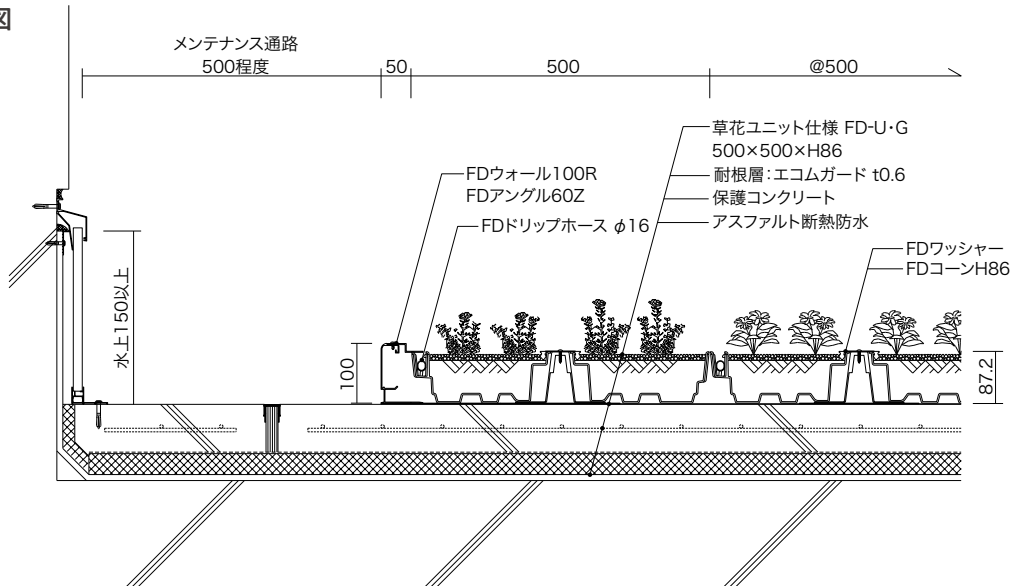 図
メンテナンス通路
500程度
50
500
@500
草花ユニット仕様 FD-U・G
500×500×H86
耐根層：エコムガード t0.6
保護コンクリート
アスファルト断熱防水
FDウォール100R
FDアングル60Z
FDドリップホース φ16
FDワッシャー
FDコーンH86
水上150以上
100
87.2